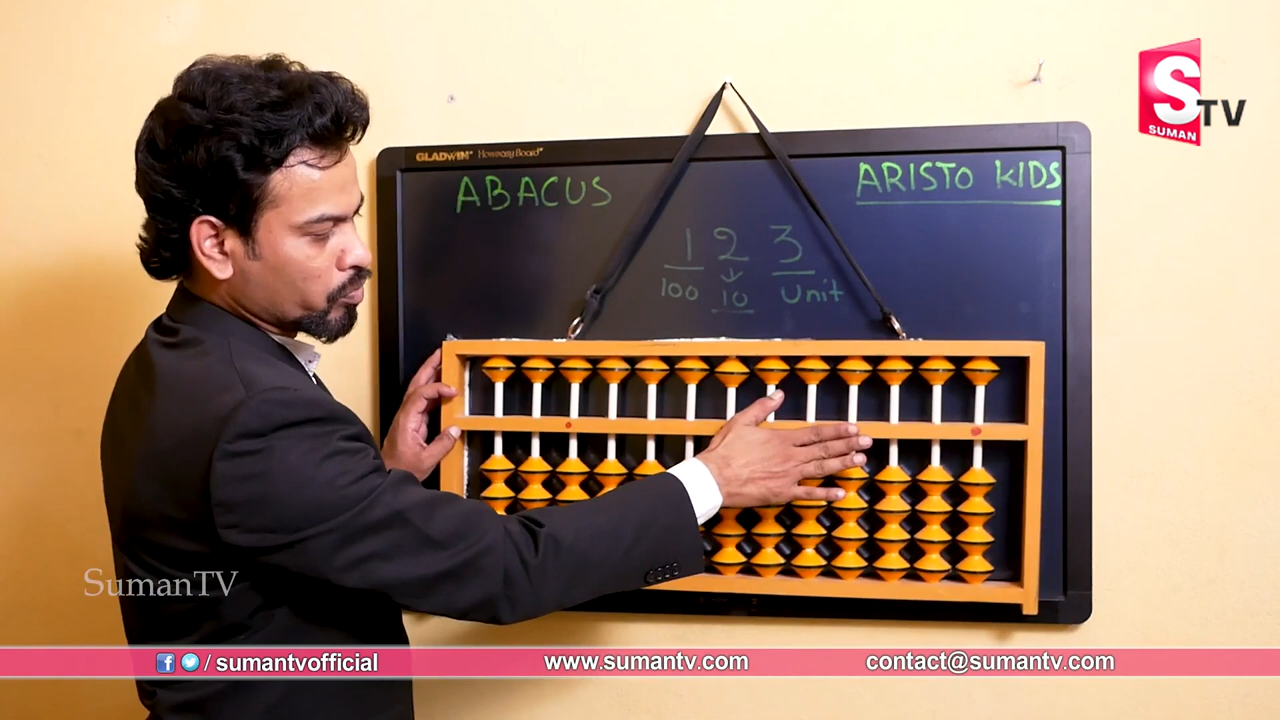 S
TV
SUMAN
GLADWIN Howeasy Board
ABACUS
ARISTO KIDS
1 2 3
100 10 Unit
SumanTV
/ sumantvofficial
www.sumantv.com
contact@sumantv.com